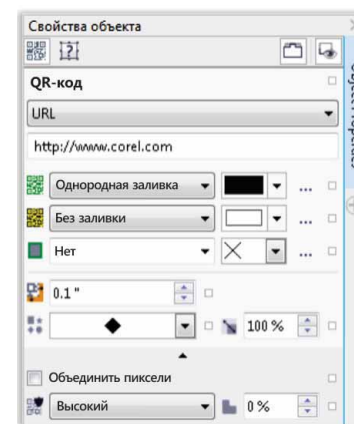 Свойства объекта
QR-код
URL
http://www.corel.com
Однородная заливка
Без заливки
Нет
0.1 "
100 %
Объединить пиксели
Высокий
0 %